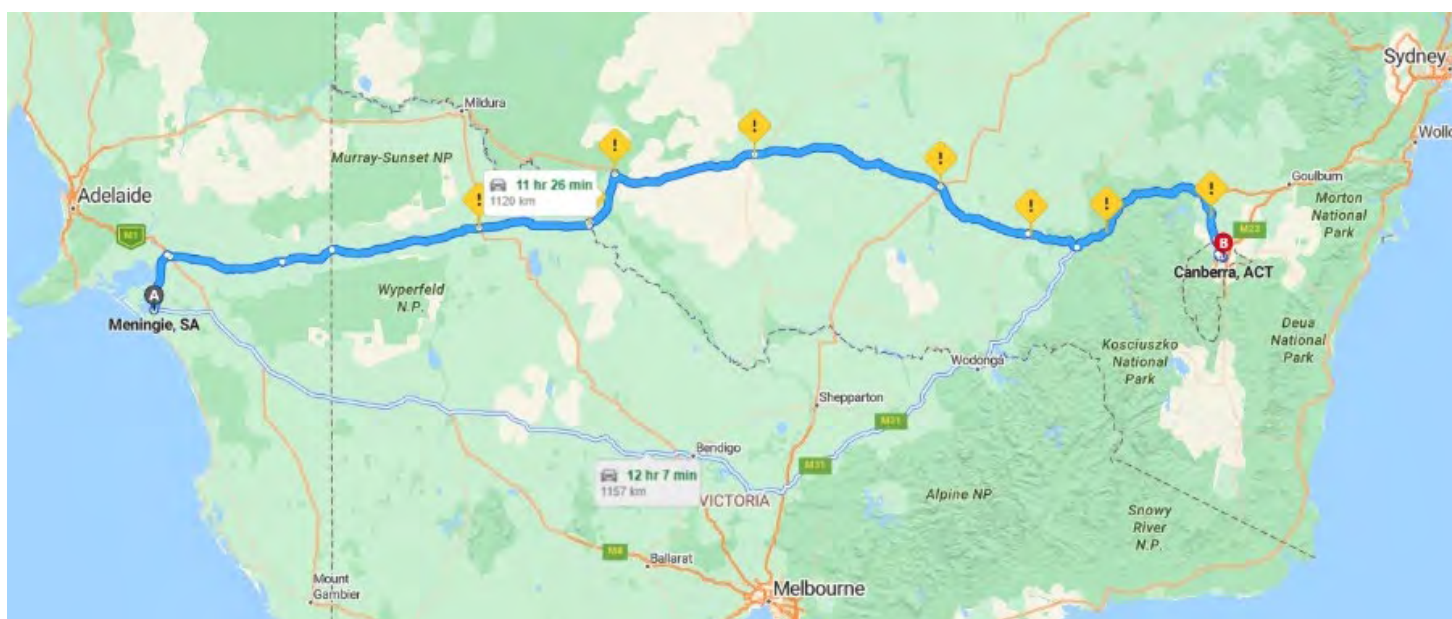 Sydney
Mildura
Wollo
Murray-Sunset NP
!
!
!
!
!
!
!
11 hr 26 min
1120 km
Goulburn
Adelaide
Morton
National
Park
M1
M23
B
Canberra, ACT
A
Meningie, SA
Wyperfeld
N.P.
Deua
National
Park
Kosciuszko
National
Park
Wodonga
Shepparton
M31
Bendigo
M31
12 hr 7 min
1157 km
VICTORIA
Alpine NP
Snowy
River
N.P.
M8
Ballarat
Mount
Gambier
Melbourne